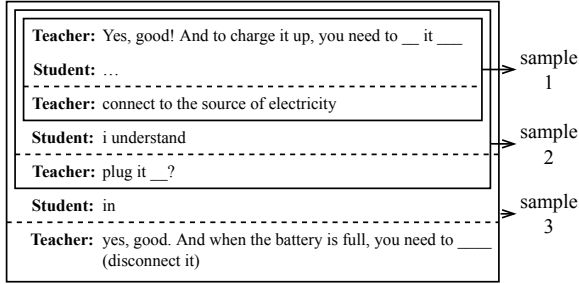 Teacher: Yes, good! And to charge it up, you need to __ it ___
Student: …
Teacher: connect to the source of electricity
sample 1
Student: i understand
Teacher: plug it __?
sample 2
Student: in
sample 3
Teacher: yes, good. And when the battery is full, you need to ____
(disconnect it)